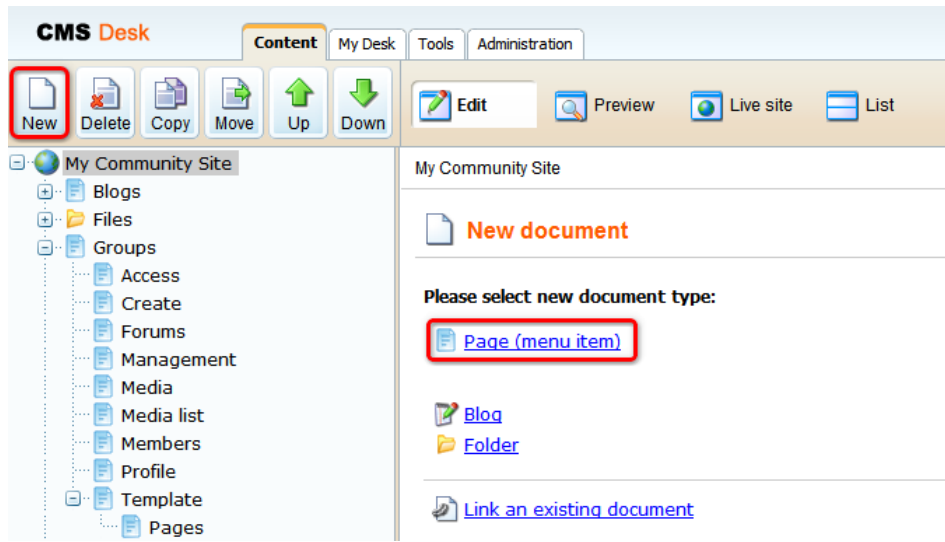 CMS Desk
Content My Desk Tools Administration
New Delete Copy Move Up Down Edit Preview Live site List
My Community Site
Blogs
Files
Groups
Access
Create
Forums
Management
Media
Media list
Members
Profile
Template
Pages
My Community Site
New document
Please select new document type:
Page (menu item)
Blog
Folder
Link an existing document